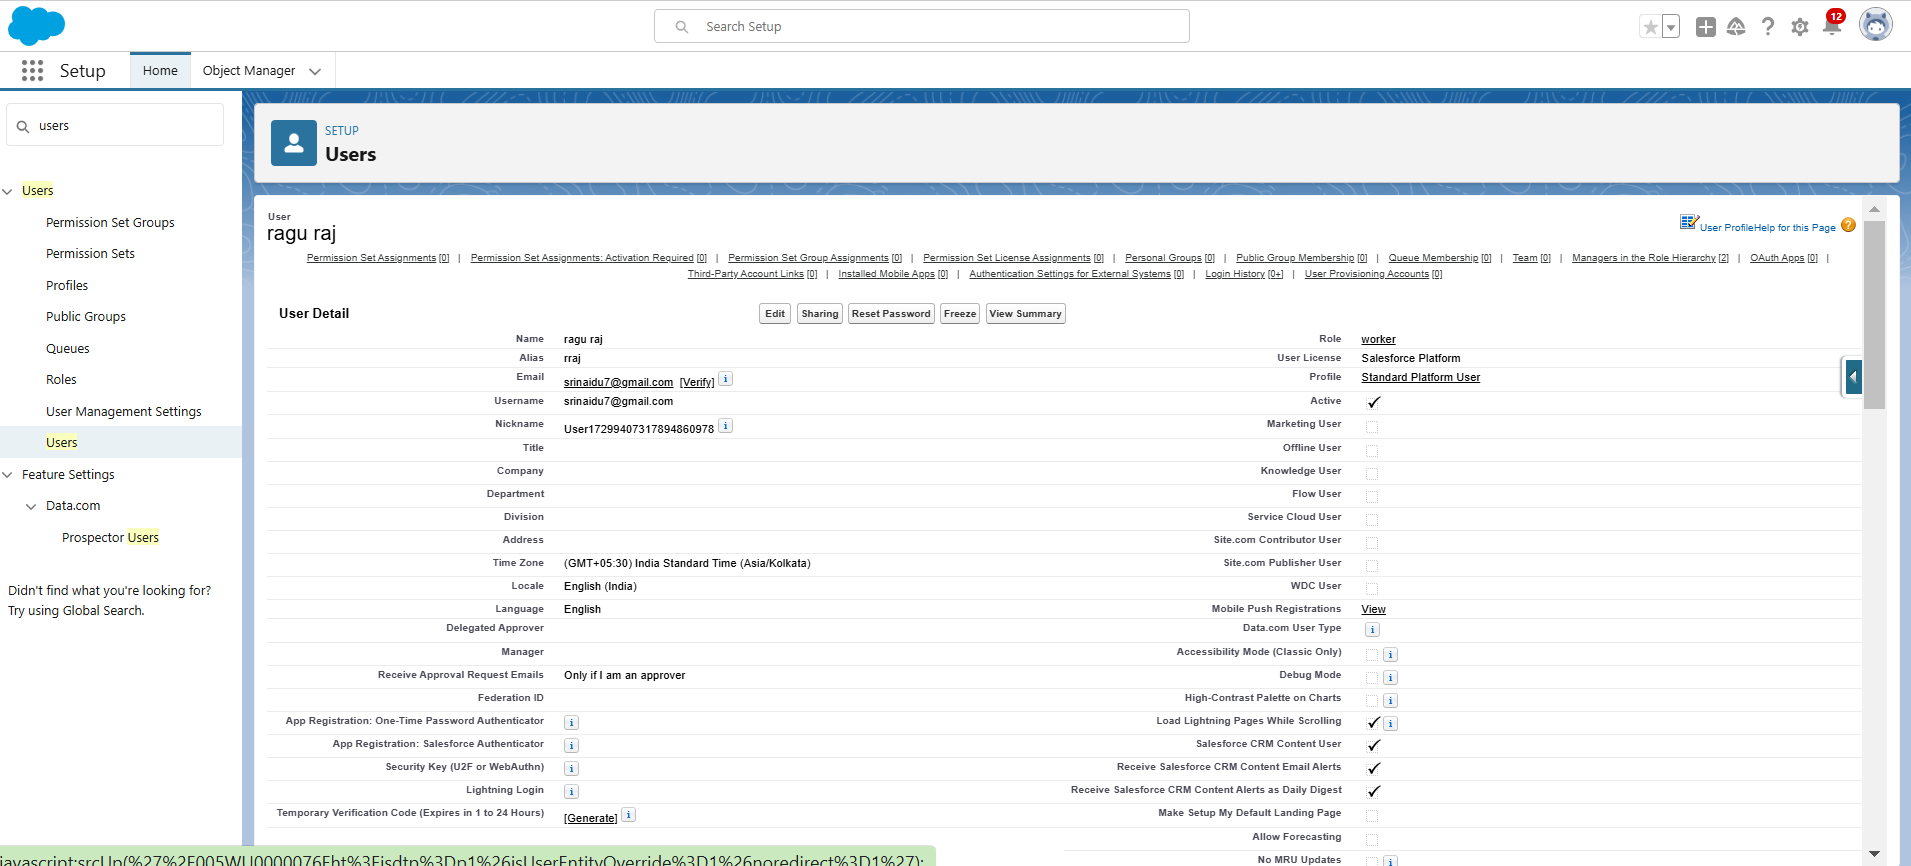 Search Setup
12
Setup
Home
Object Manager
users
Users
Permission Set Groups
Permission Sets
Profiles
Public Groups
Queues
Roles
User Management Settings
Users
Feature Settings
Data.com
Prospector Users
Didn't find what you're looking for?
Try using Global Search.
SETUP
Users
User
ragu raj
User Profile Help for this Page ?
Permission Set Assignments [0] | Permission Set Assignments: Activation Required [0] | Permission Set Group Assignments [0] | Permission Set License Assignments [0] | Personal Groups [0] | Public Group Membership [0] | Queue Membership [0] | Team [0] | Managers in the Role Hierarchy [2] | OAuth Apps [0] |
Third-Party Account Links [0] | Installed Mobile Apps [0] | Authentication Settings for External Systems [0] | Login History [0+] | User Provisioning Accounts [0]
User Detail
Edit Sharing Reset Password Freeze View Summary
Name ragu raj
Role worker
Alias rraj
User License Salesforce Platform
Email srinaidu7@gmail.com [Verify] i
Profile Standard Platform User
Username srinaidu7@gmail.com
Active
Nickname User17299407317894860978 i
Marketing User
Title
Offline User
Company
Knowledge User
Department
Flow User
Division
Service Cloud User
Address
Site.com Contributor User
Time Zone (GMT+05:30) India Standard Time (Asia/Kolkata)
Site.com Publisher User
Locale English (India)
WDC User
Language English
Mobile Push Registrations View
Delegated Approver
Data.com User Type i
Manager
Accessibility Mode (Classic Only) i
Receive Approval Request Emails Only if I am an approver
Debug Mode i
Federation ID
High-Contrast Palette on Charts i
App Registration: One-Time Password Authenticator i
Load Lightning Pages While Scrolling i
App Registration: Salesforce Authenticator i
Salesforce CRM Content User
Security Key (U2F or WebAuthn) i
Receive Salesforce CRM Content Email Alerts
Lightning Login i
Receive Salesforce CRM Content Alerts as Daily Digest
Temporary Verification Code (Expires in 1 to 24 Hours) [Generate] i
Make Setup My Default Landing Page
Allow Forecasting
No MRU Updates i